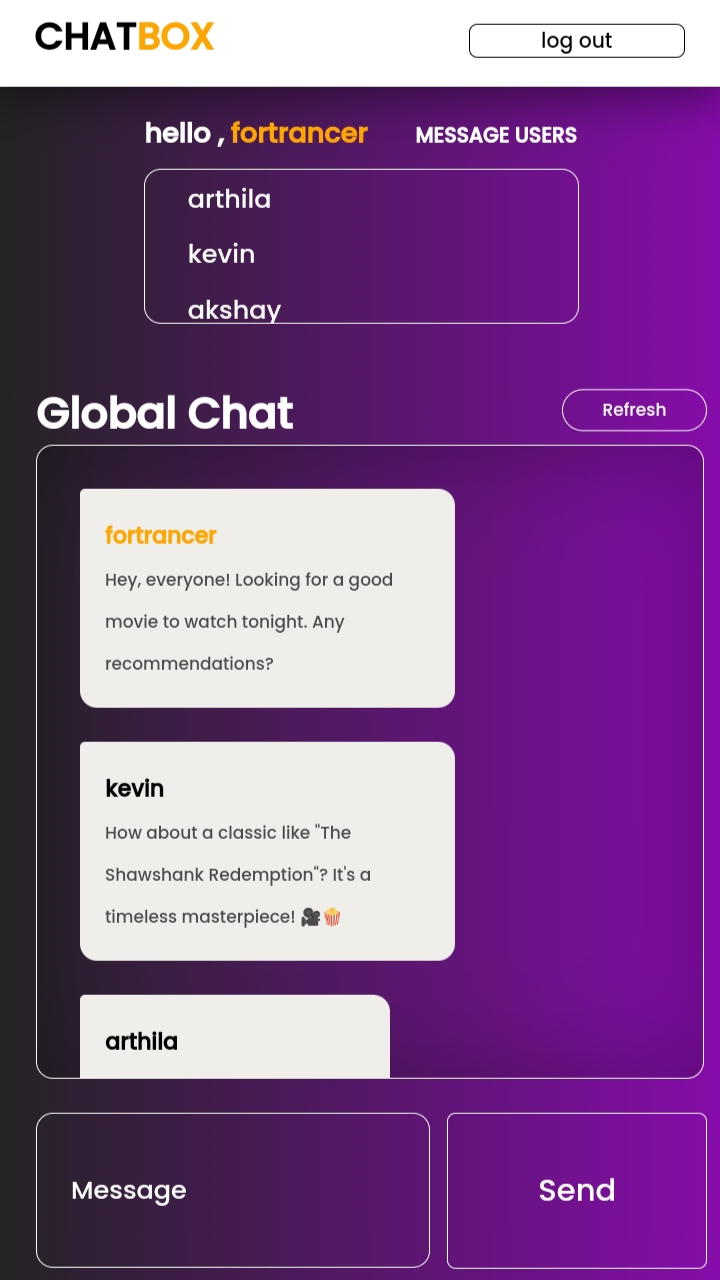 CHATBOX
log out
hello , fortrancer
MESSAGE USERS
arthila
kevin
akshay
Global Chat
Refresh
fortrancer
Hey, everyone! Looking for a good
movie to watch tonight. Any
recommendations?
kevin
How about a classic like "The
Shawshank Redemption"? It's a
timeless masterpiece! 🎥🍿
arthila
Message
Send